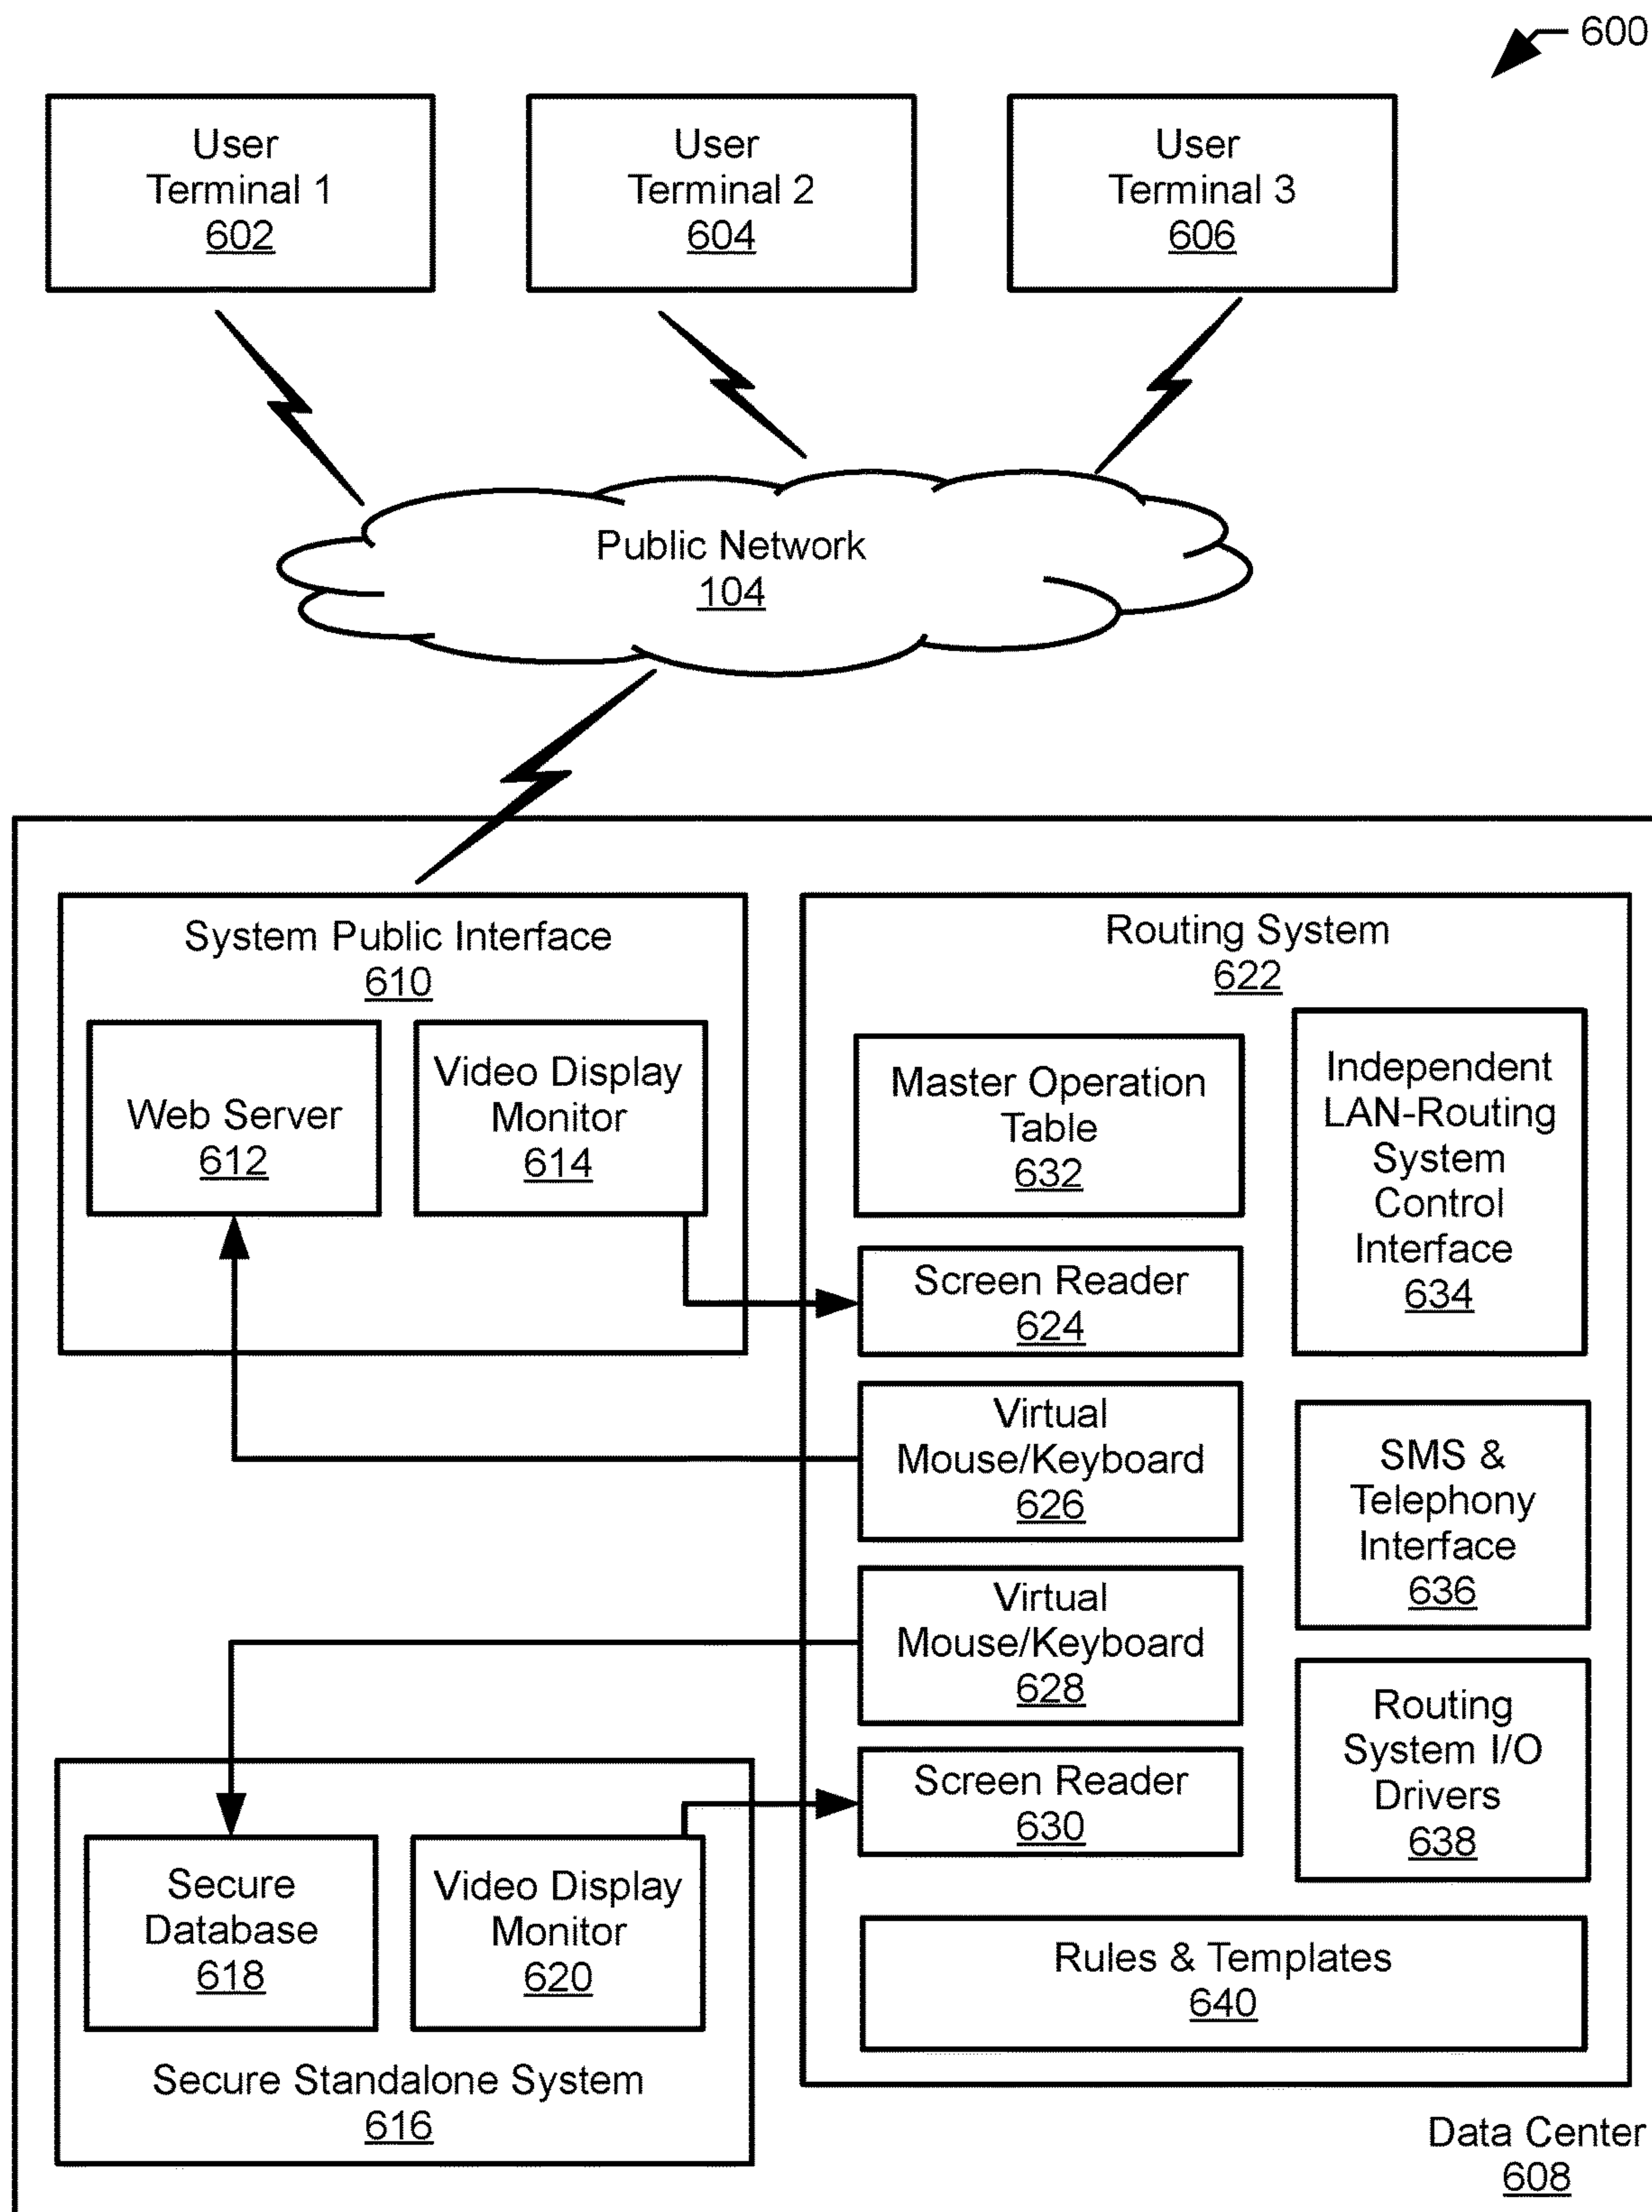 600
User
Terminal 1
602
User
Terminal 2
604
User
Terminal 3
606
Public Network
104
System Public Interface
610
Web Server
612
Video Display
Monitor
614
Routing System
622
Master Operation
Table
632
Independent
LAN-Routing
System
Control
Interface
634
Screen Reader
624
Virtual
Mouse/Keyboard
626
SMS &
Telephony
Interface
636
Virtual
Mouse/Keyboard
628
Routing
System I/O
Drivers
638
Screen Reader
630
Secure
Database
618
Video Display
Monitor
620
Secure Standalone System
616
Rules & Templates
640
Data Center
608